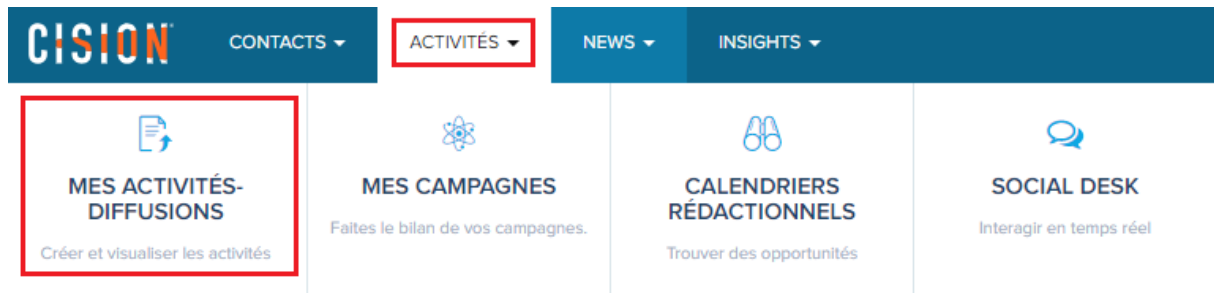 CISION CONTACTS ACTIVITÉS NEWS INSIGHTS
MES ACTIVITÉS-
DIFFUSIONS
Créer et visualiser les activités
MES CAMPAGNES
Faites le bilan de vos campagnes.
CALENDRIERS
RÉDACTIONNELS
Trouver des opportunités
SOCIAL DESK
Interagir en temps réel